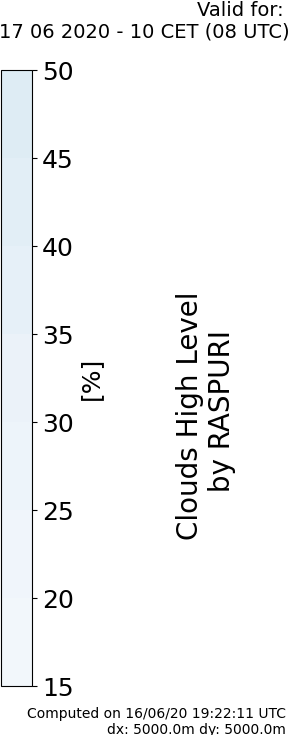 Valid for:
17 06 2020 - 10 CET (08 UTC)
50
45
40
35
30
25
20
15
[%]
Clouds High Level
by RASPURI
Computed on 16/06/20 19:22:11 UTC
dx: 5000.0m dy: 5000.0m